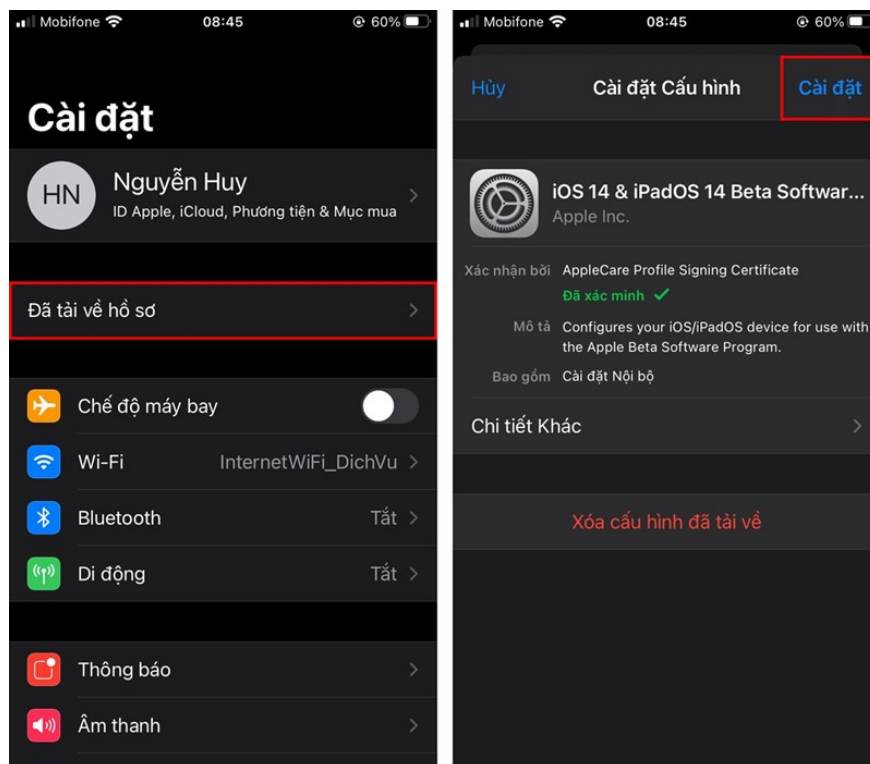 Mobifone 08:45 60%
Cài đặt
HN
Nguyễn Huy
ID Apple, iCloud, Phương tiện & Mục mua
Đã tải về hồ sơ
Chế độ máy bay
Wi-Fi InternetWiFi_DichVu
Bluetooth Tắt
Di động Tắt
Thông báo
Âm thanh
Mobifone 08:45 60%
Hủy Cài đặt Cấu hình Cài đặt
iOS 14 & iPadOS 14 Beta Softwar...
Apple Inc.
Xác nhận bởi AppleCare Profile Signing Certificate
Đã xác minh
Mô tả Configures your iOS/iPadOS device for use with
the Apple Beta Software Program.
Bao gồm Cài đặt Nội bộ
Chi tiết Khác
Xóa cấu hình đã tải về